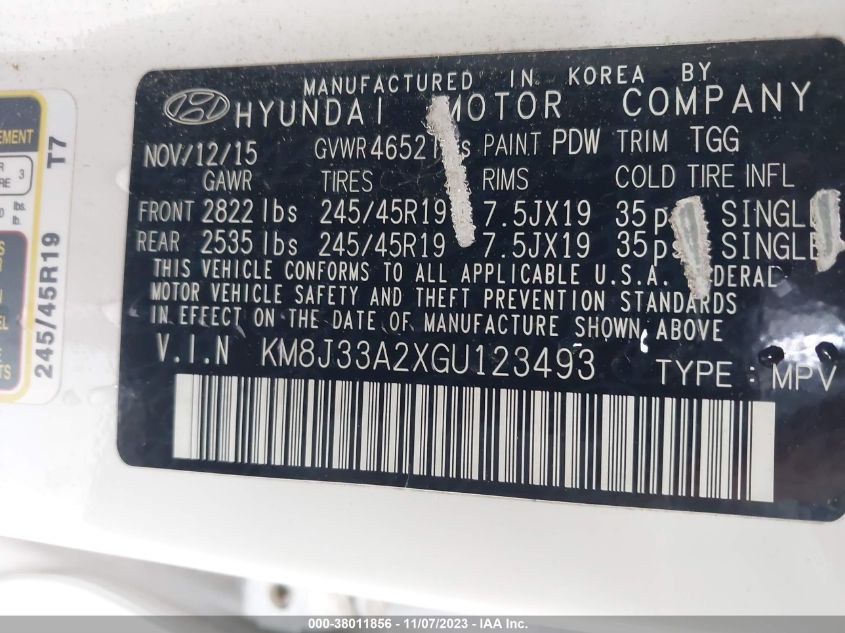 MANUFACTURED IN KOREA BY
HYUNDAI MOTOR COMPANY
NOV/12/15 GVWR 4652 PAINT PDW TRIM TGG
GAWR TIRES RIMS COLD TIRE INFL
FRONT 2822 lbs 245/45R19 7.5JX19 35 SINGLE
REAR 2535 lbs 245/45R19 7.5JX19 35 SINGLE
THIS VEHICLE CONFORMS TO ALL APPLICABLE U.S.A. FEDERAL
MOTOR VEHICLE SAFETY AND THEFT PREVENTION STANDARDS
IN EFFECT ON THE DATE OF MANUFACTURE SHOWN ABOVE
V.I.N KM8J33A2XGU123493 TYPE : MPV
245/45R19 T7
3
000-38011856 - 11/07/2023 - IAA Inc.